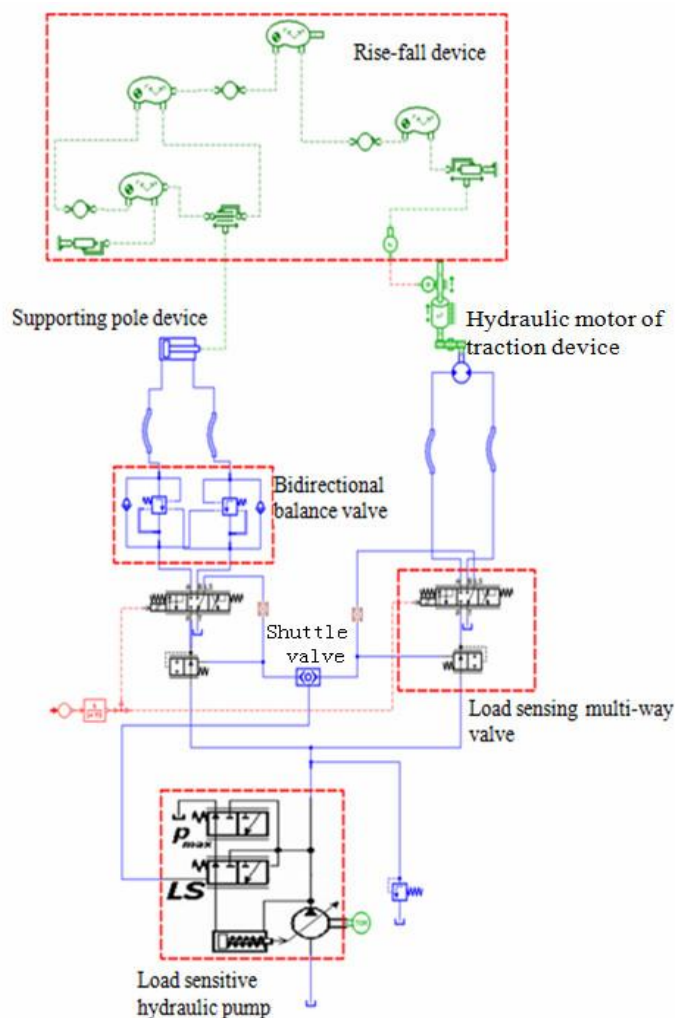 Rise-fall device
Supporting pole device
Hydraulic motor of
traction device
Bidirectional
balance valve
Shuttle
valve
Load sensing multi-way
valve
P max
LS
Load sensitive
hydraulic pump